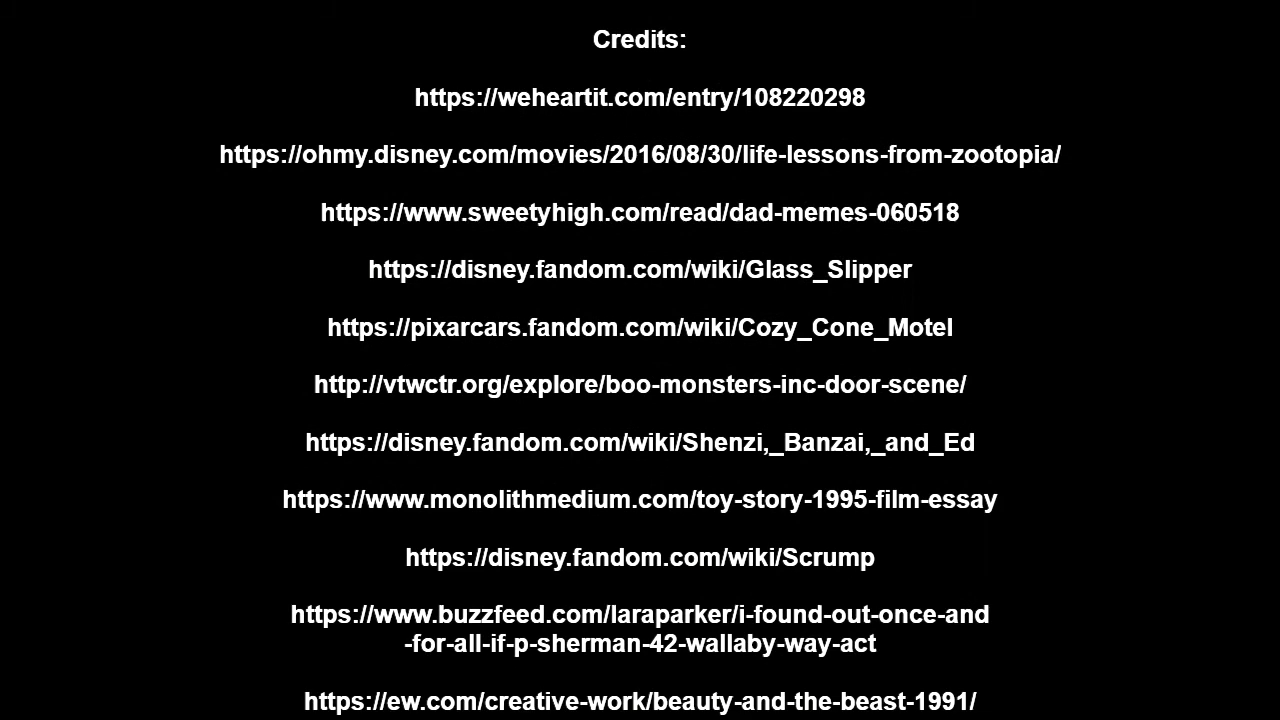 Credits:
https://weheartit.com/entry/108220298
https://ohmy.disney.com/movies/2016/08/30/life-lessons-from-zootopia/
https://www.sweetyhigh.com/read/dad-memes-060518
https://disney.fandom.com/wiki/Glass_Slipper
https://pixarcars.fandom.com/wiki/Cozy_Cone_Motel
http://vtwctr.org/explore/boo-monsters-inc-door-scene/
https://disney.fandom.com/wiki/Shenzi,_Banzai,_and_Ed
https://www.monolithmedium.com/toy-story-1995-film-essay
https://disney.fandom.com/wiki/Scrump
https://www.buzzfeed.com/laraparker/i-found-out-once-and
-for-all-if-p-sherman-42-wallaby-way-act
https://ew.com/creative-work/beauty-and-the-beast-1991/